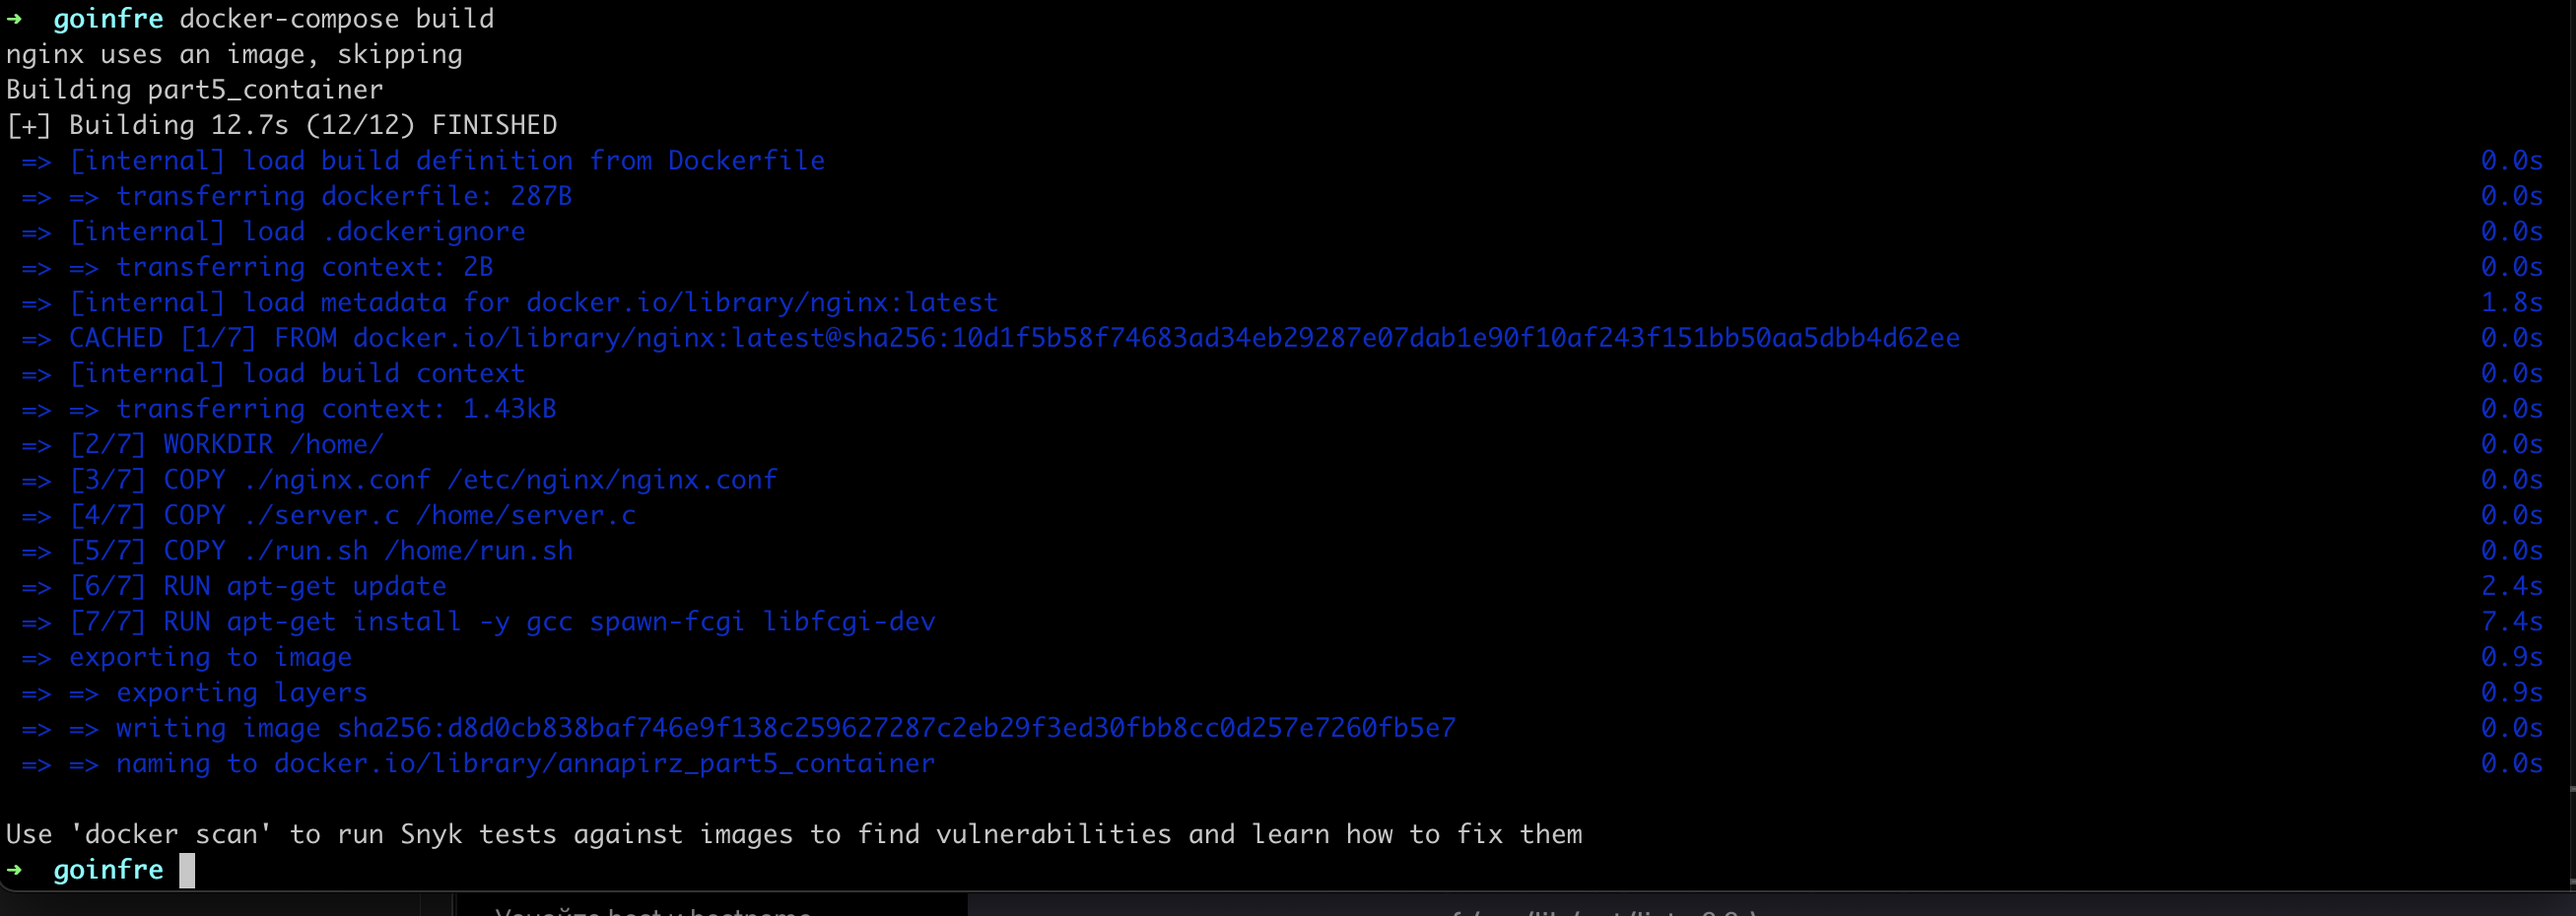 ➜  goinfre docker-compose build
nginx uses an image, skipping
Building part5_container
[+] Building 12.7s (12/12) FINISHED
 => [internal] load build definition from Dockerfile 0.0s
 => => transferring dockerfile: 287B 0.0s
 => [internal] load .dockerignore 0.0s
 => => transferring context: 2B 0.0s
 => [internal] load metadata for docker.io/library/nginx:latest 1.8s
 => CACHED [1/7] FROM docker.io/library/nginx:latest@sha256:10d1f5b58f74683ad34eb29287e07dab1e90f10af243f151bb50aa5dbb4d62ee 0.0s
 => [internal] load build context 0.0s
 => => transferring context: 1.43kB 0.0s
 => [2/7] WORKDIR /home/ 0.0s
 => [3/7] COPY ./nginx.conf /etc/nginx/nginx.conf 0.0s
 => [4/7] COPY ./server.c /home/server.c 0.0s
 => [5/7] COPY ./run.sh /home/run.sh 0.0s
 => [6/7] RUN apt-get update 2.4s
 => [7/7] RUN apt-get install -y gcc spawn-fcgi libfcgi-dev 7.4s
 => exporting to image 0.9s
 => => exporting layers 0.9s
 => => writing image sha256:d8d0cb838baf746e9f138c259627287c2eb29f3ed30fbb8cc0d257e7260fb5e7 0.0s
 => => naming to docker.io/library/annapirz_part5_container 0.0s
Use 'docker scan' to run Snyk tests against images to find vulnerabilities and learn how to fix them
➜  goinfre